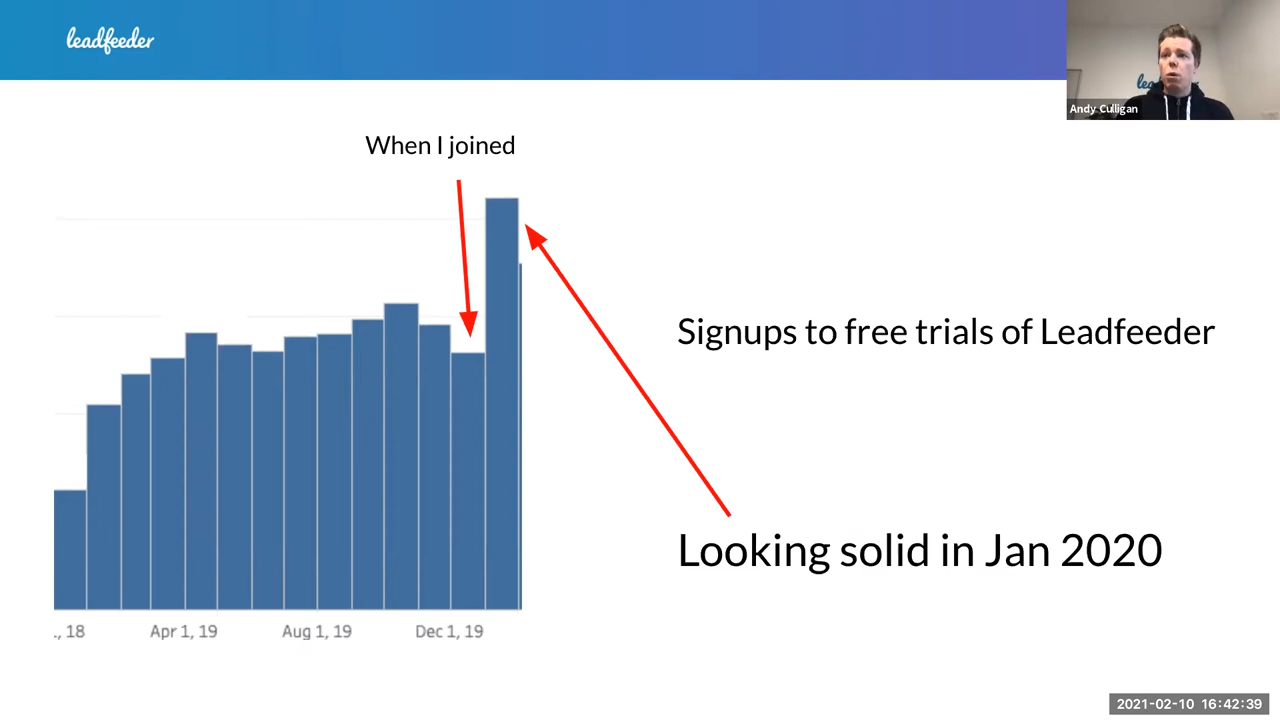 leadfeeder
Andy Culligan
When I joined
Signups to free trials of Leadfeeder
Looking solid in Jan 2020
., 18
Apr 1, 19
Aug 1, 19
Dec 1, 19
2021-02-10 16:42:39